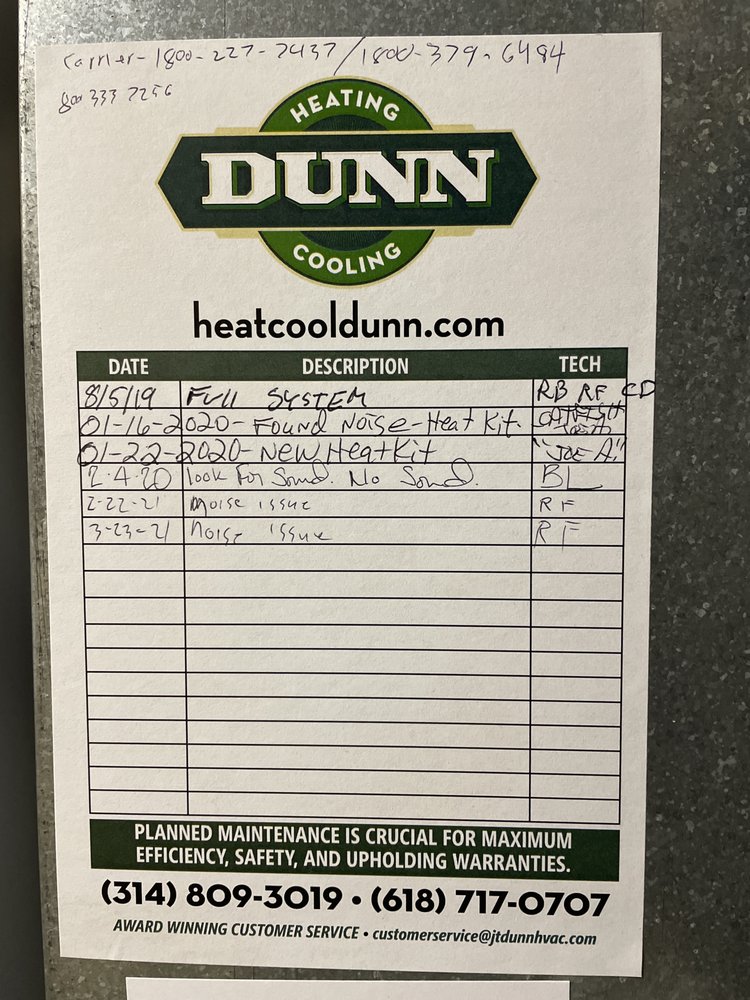 Carrier-1800-227-7437/1800-379-6484
800 333 7256
HEATING
DUNN
COOLING
heatcooldunn.com
DATE DESCRIPTION TECH
8/5/19 Full SYSTEM RB RF CD
01-16-2020- Found Noise-Heat Kit.
01-22-2020- New HeatKit "JOE A."
2-4-20 look For Sound. No Sound. BL
2-22-21 noise issue RF
3-23-21 noise issue RF
PLANNED MAINTENANCE IS CRUCIAL FOR MAXIMUM
EFFICIENCY, SAFETY, AND UPHOLDING WARRANTIES.
(314) 809-3019 • (618) 717-0707
AWARD WINNING CUSTOMER SERVICE • customerservice@jtdunnhvac.com